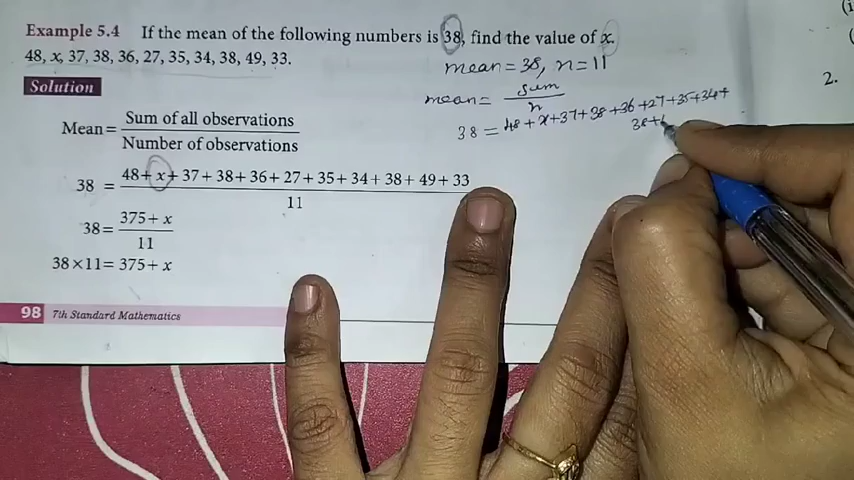 Example 5.4 If the mean of the following numbers is 38, find the value of x.
48, x, 37, 38, 36, 27, 35, 34, 38, 49, 33.
mean = 38, n = 11
Solution
mean = sum / n
Mean = Sum of all observations / Number of observations
38 = 48 + x + 37 + 38 + 36 + 27 + 35 + 34 +
38 +
38 = 48 + x + 37 + 38 + 36 + 27 + 35 + 34 + 38 + 49 + 33 / 11
38 = 375 + x / 11
38 × 11 = 375 + x
98 7th Standard Mathematics
2.
(i